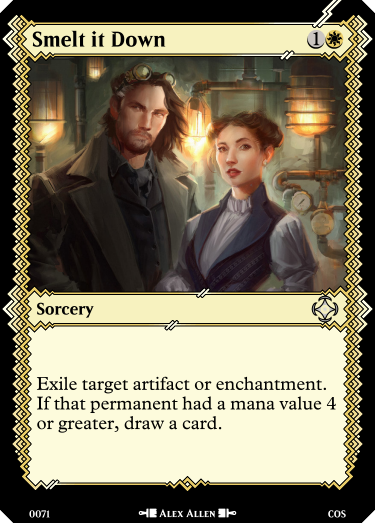 Smelt it Down 1
Sorcery
Exile target artifact or enchantment.
If that permanent had a mana value 4
or greater, draw a card.
0071 ALEX ALLEN COS